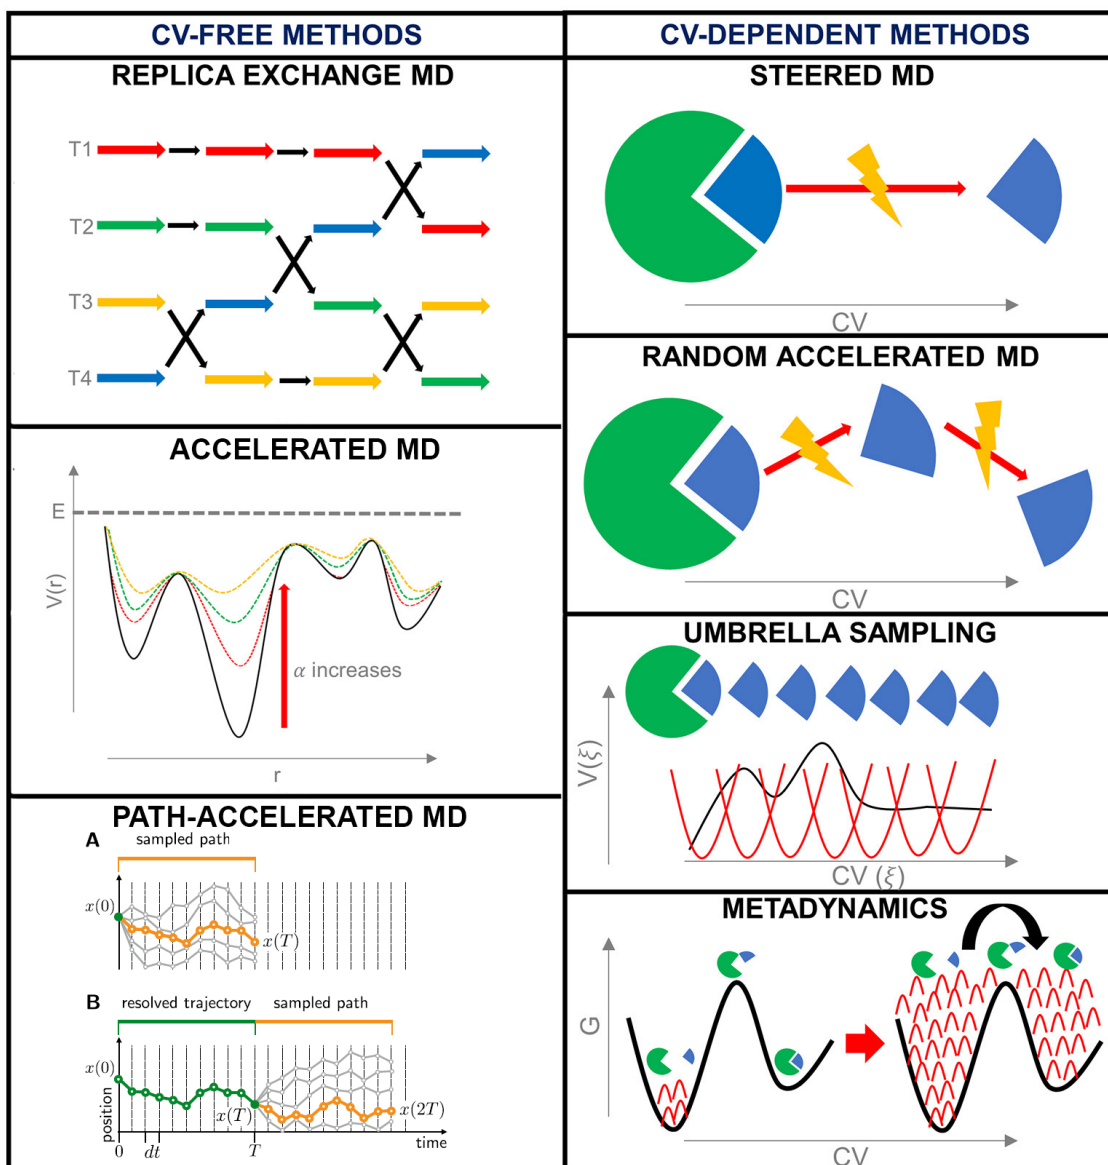 CV-FREE METHODS
REPLICA EXCHANGE MD
T1
T2
T3
T4
ACCELERATED MD
E
V(r)
α increases
r
PATH-ACCELERATED MD
A
sampled path
x(0)
x(T)
B
resolved trajectory
sampled path
x(0)
position
x(T)
x(2T)
0
dt
T
time
CV-DEPENDENT METHODS
STEERED MD
CV
RANDOM ACCELERATED MD
CV
UMBRELLA SAMPLING
V(ξ)
CV (ξ)
METADYNAMICS
G
CV